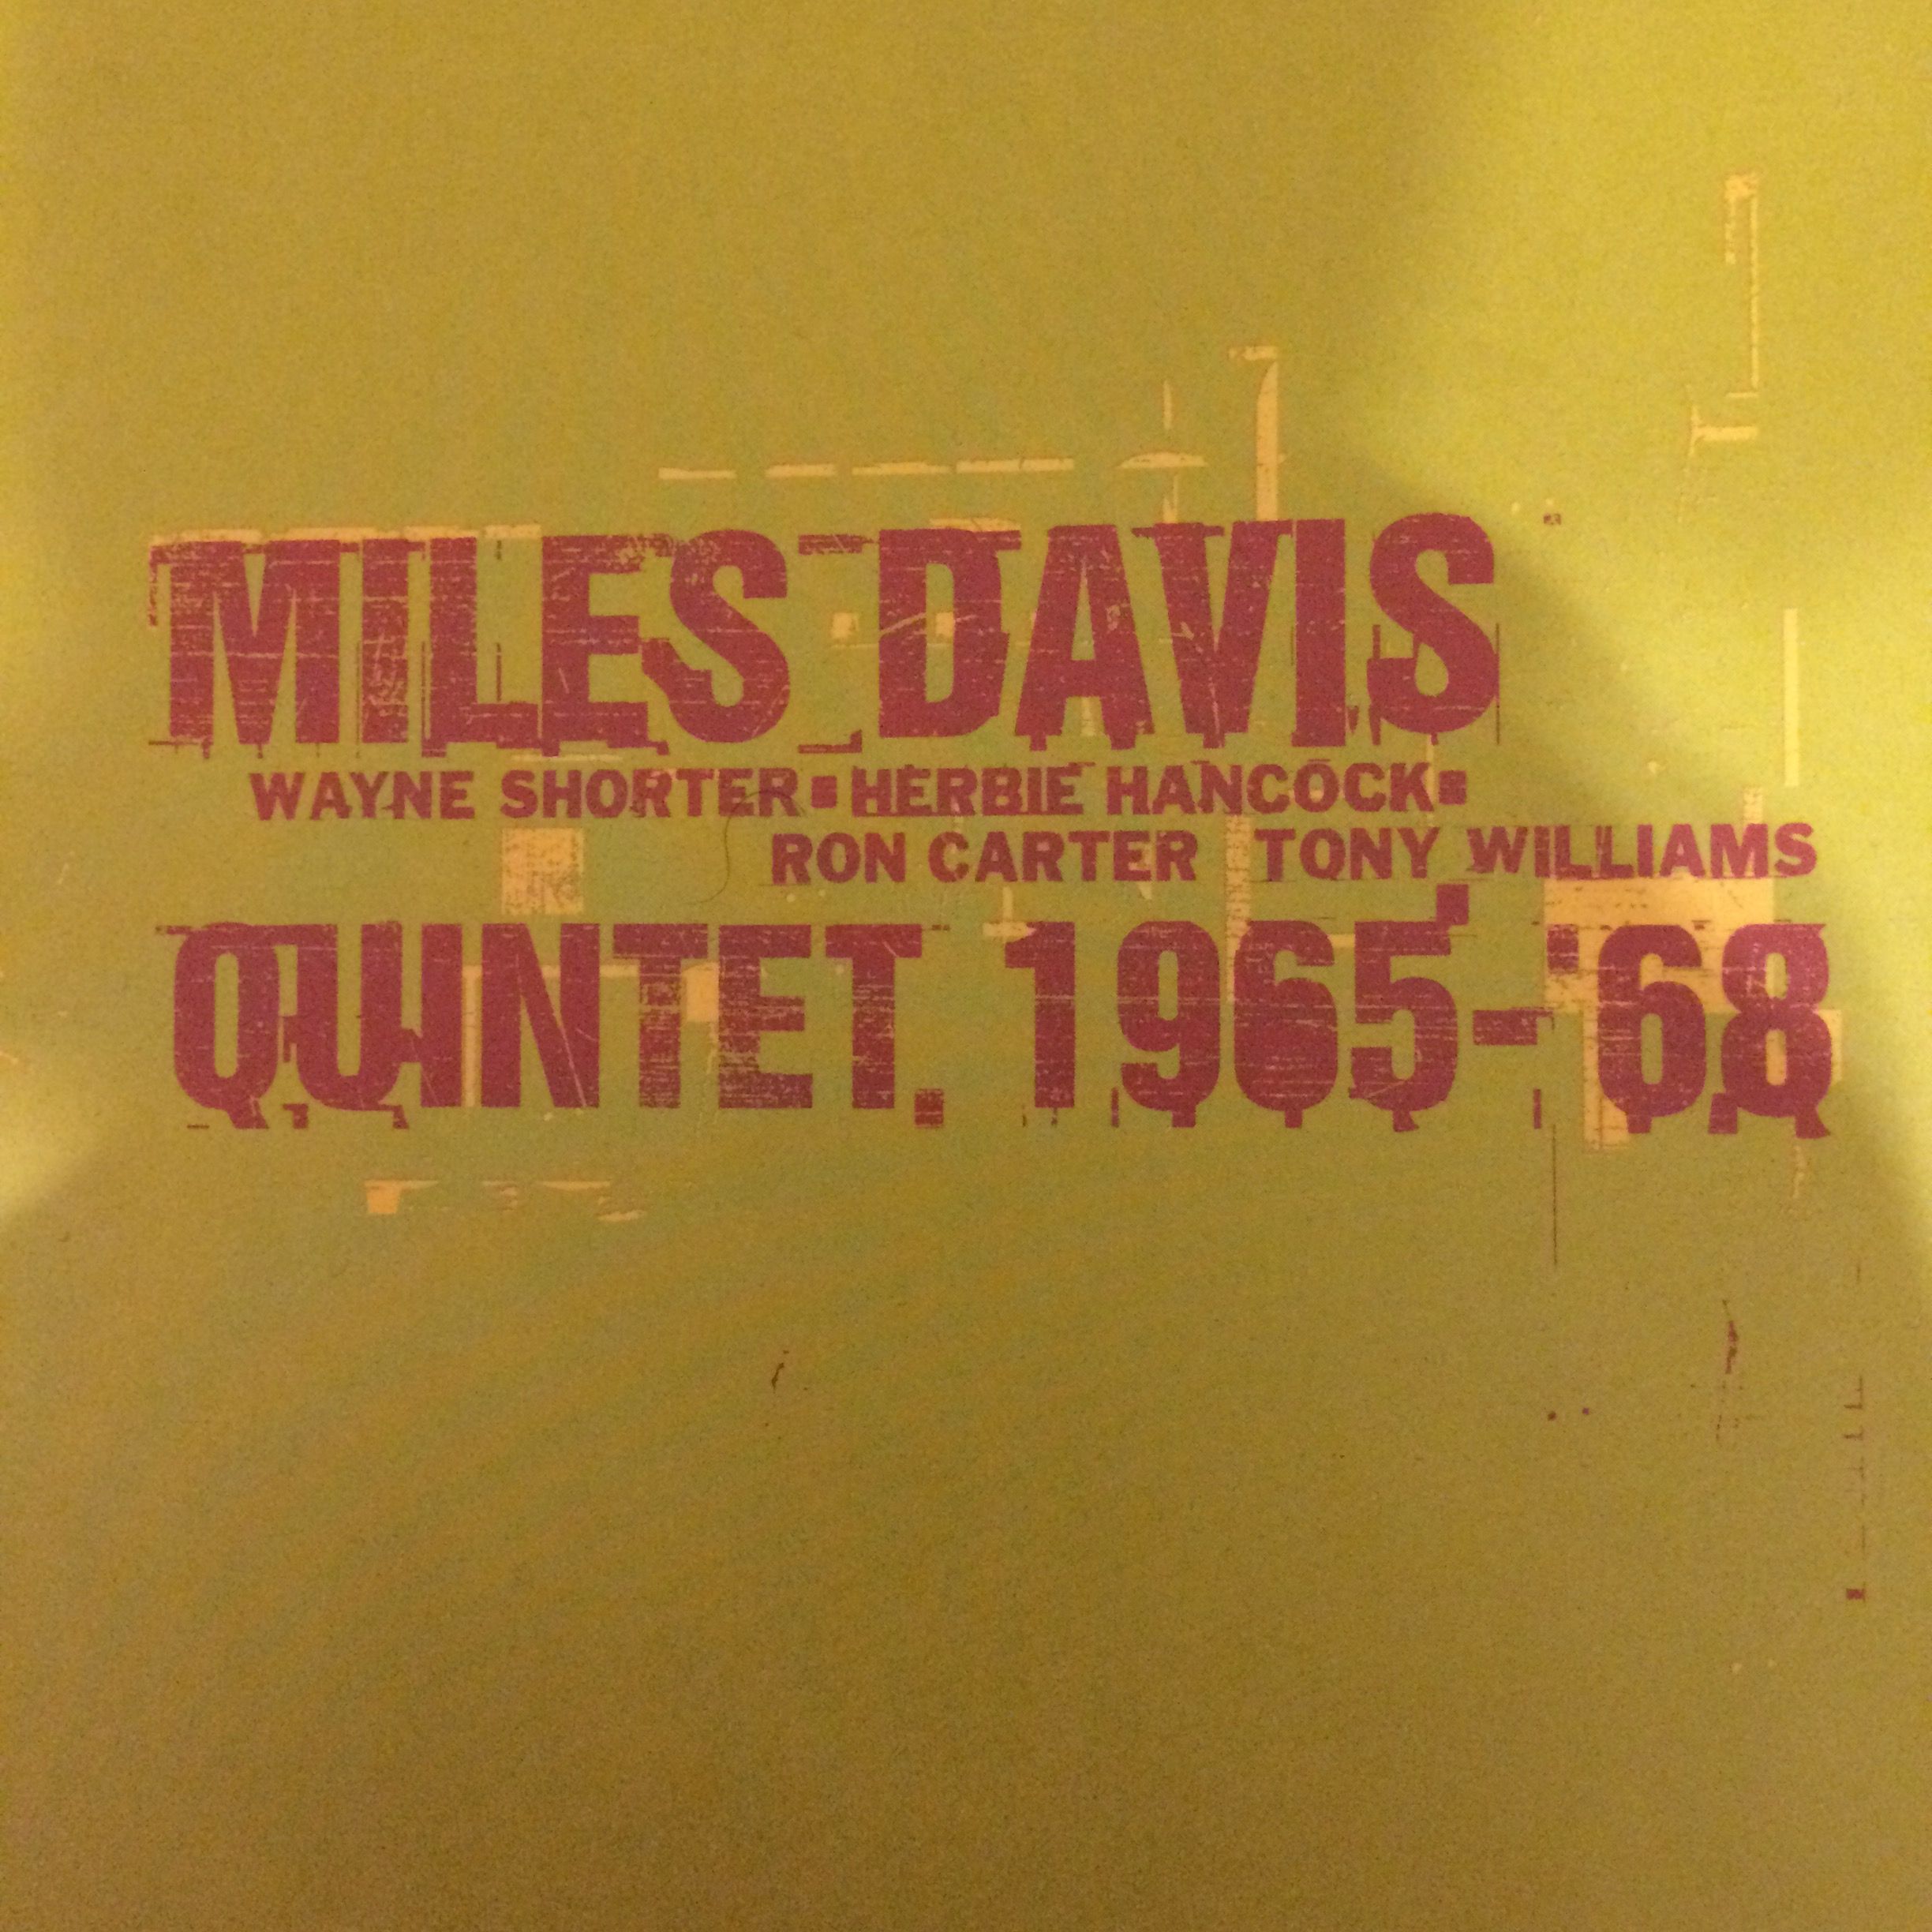 MILES DAVIS
WAYNE SHORTER▪HERBIE HANCOCK▪
RON CARTER TONY WILLIAMS
QUINTET. 1965-'68